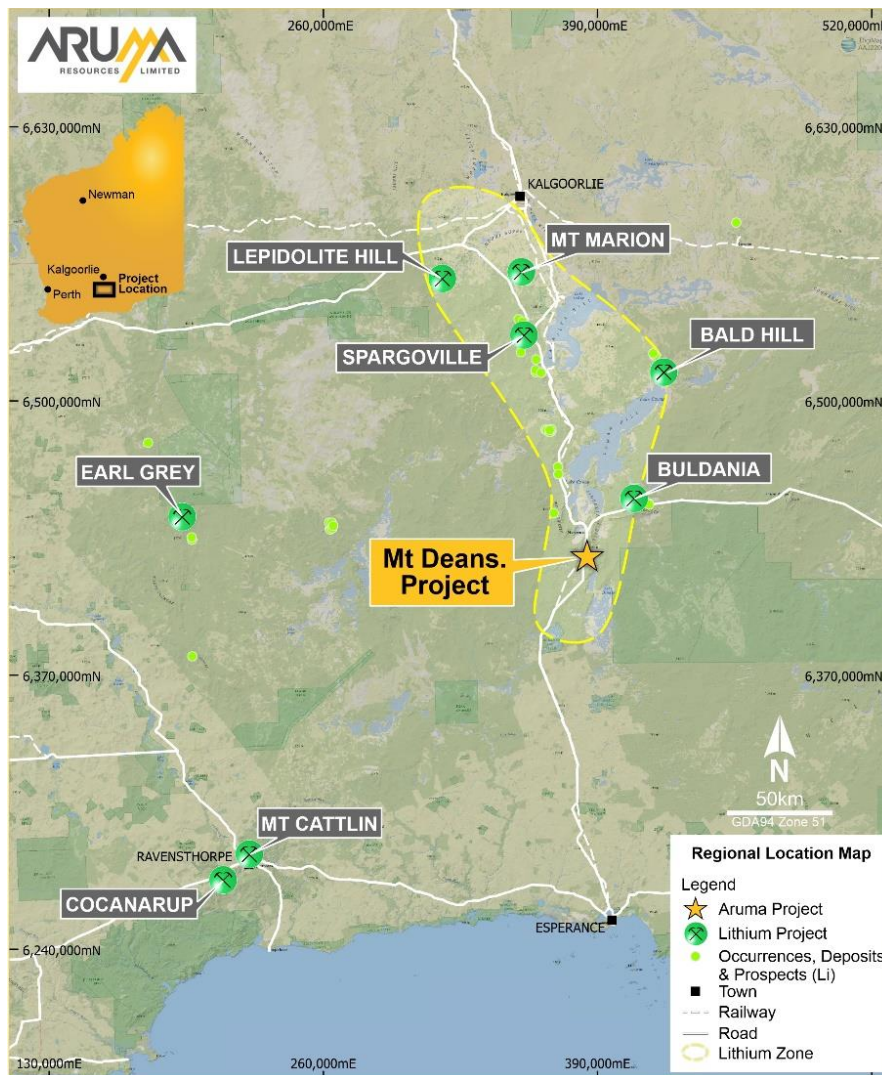 260,000mE
390,000mE
520,000mE
ARUMA
RESOURCES LIMITED
6,630,000mN
6,630,000mN
Newman
Kalgoorlie
Perth
Project
Location
KALGOORLIE
LEPIDOLITE HILL
MT MARION
SPARGOVILLE
BALD HILL
6,500,000mN
6,500,000mN
EARL GREY
BULDANIA
Mt Deans.
Project
6,370,000mN
6,370,000mN
N
50km
GDA94 Zone 51
MT CATTLIN
RAVENSTHORPE
COCANARUP
ESPERANCE
6,240,000mN
Regional Location Map
Legend
Aruma Project
Lithium Project
Occurrences, Deposits
& Prospects (Li)
Town
Railway
Road
Lithium Zone
130,000mE
260,000mE
390,000mE